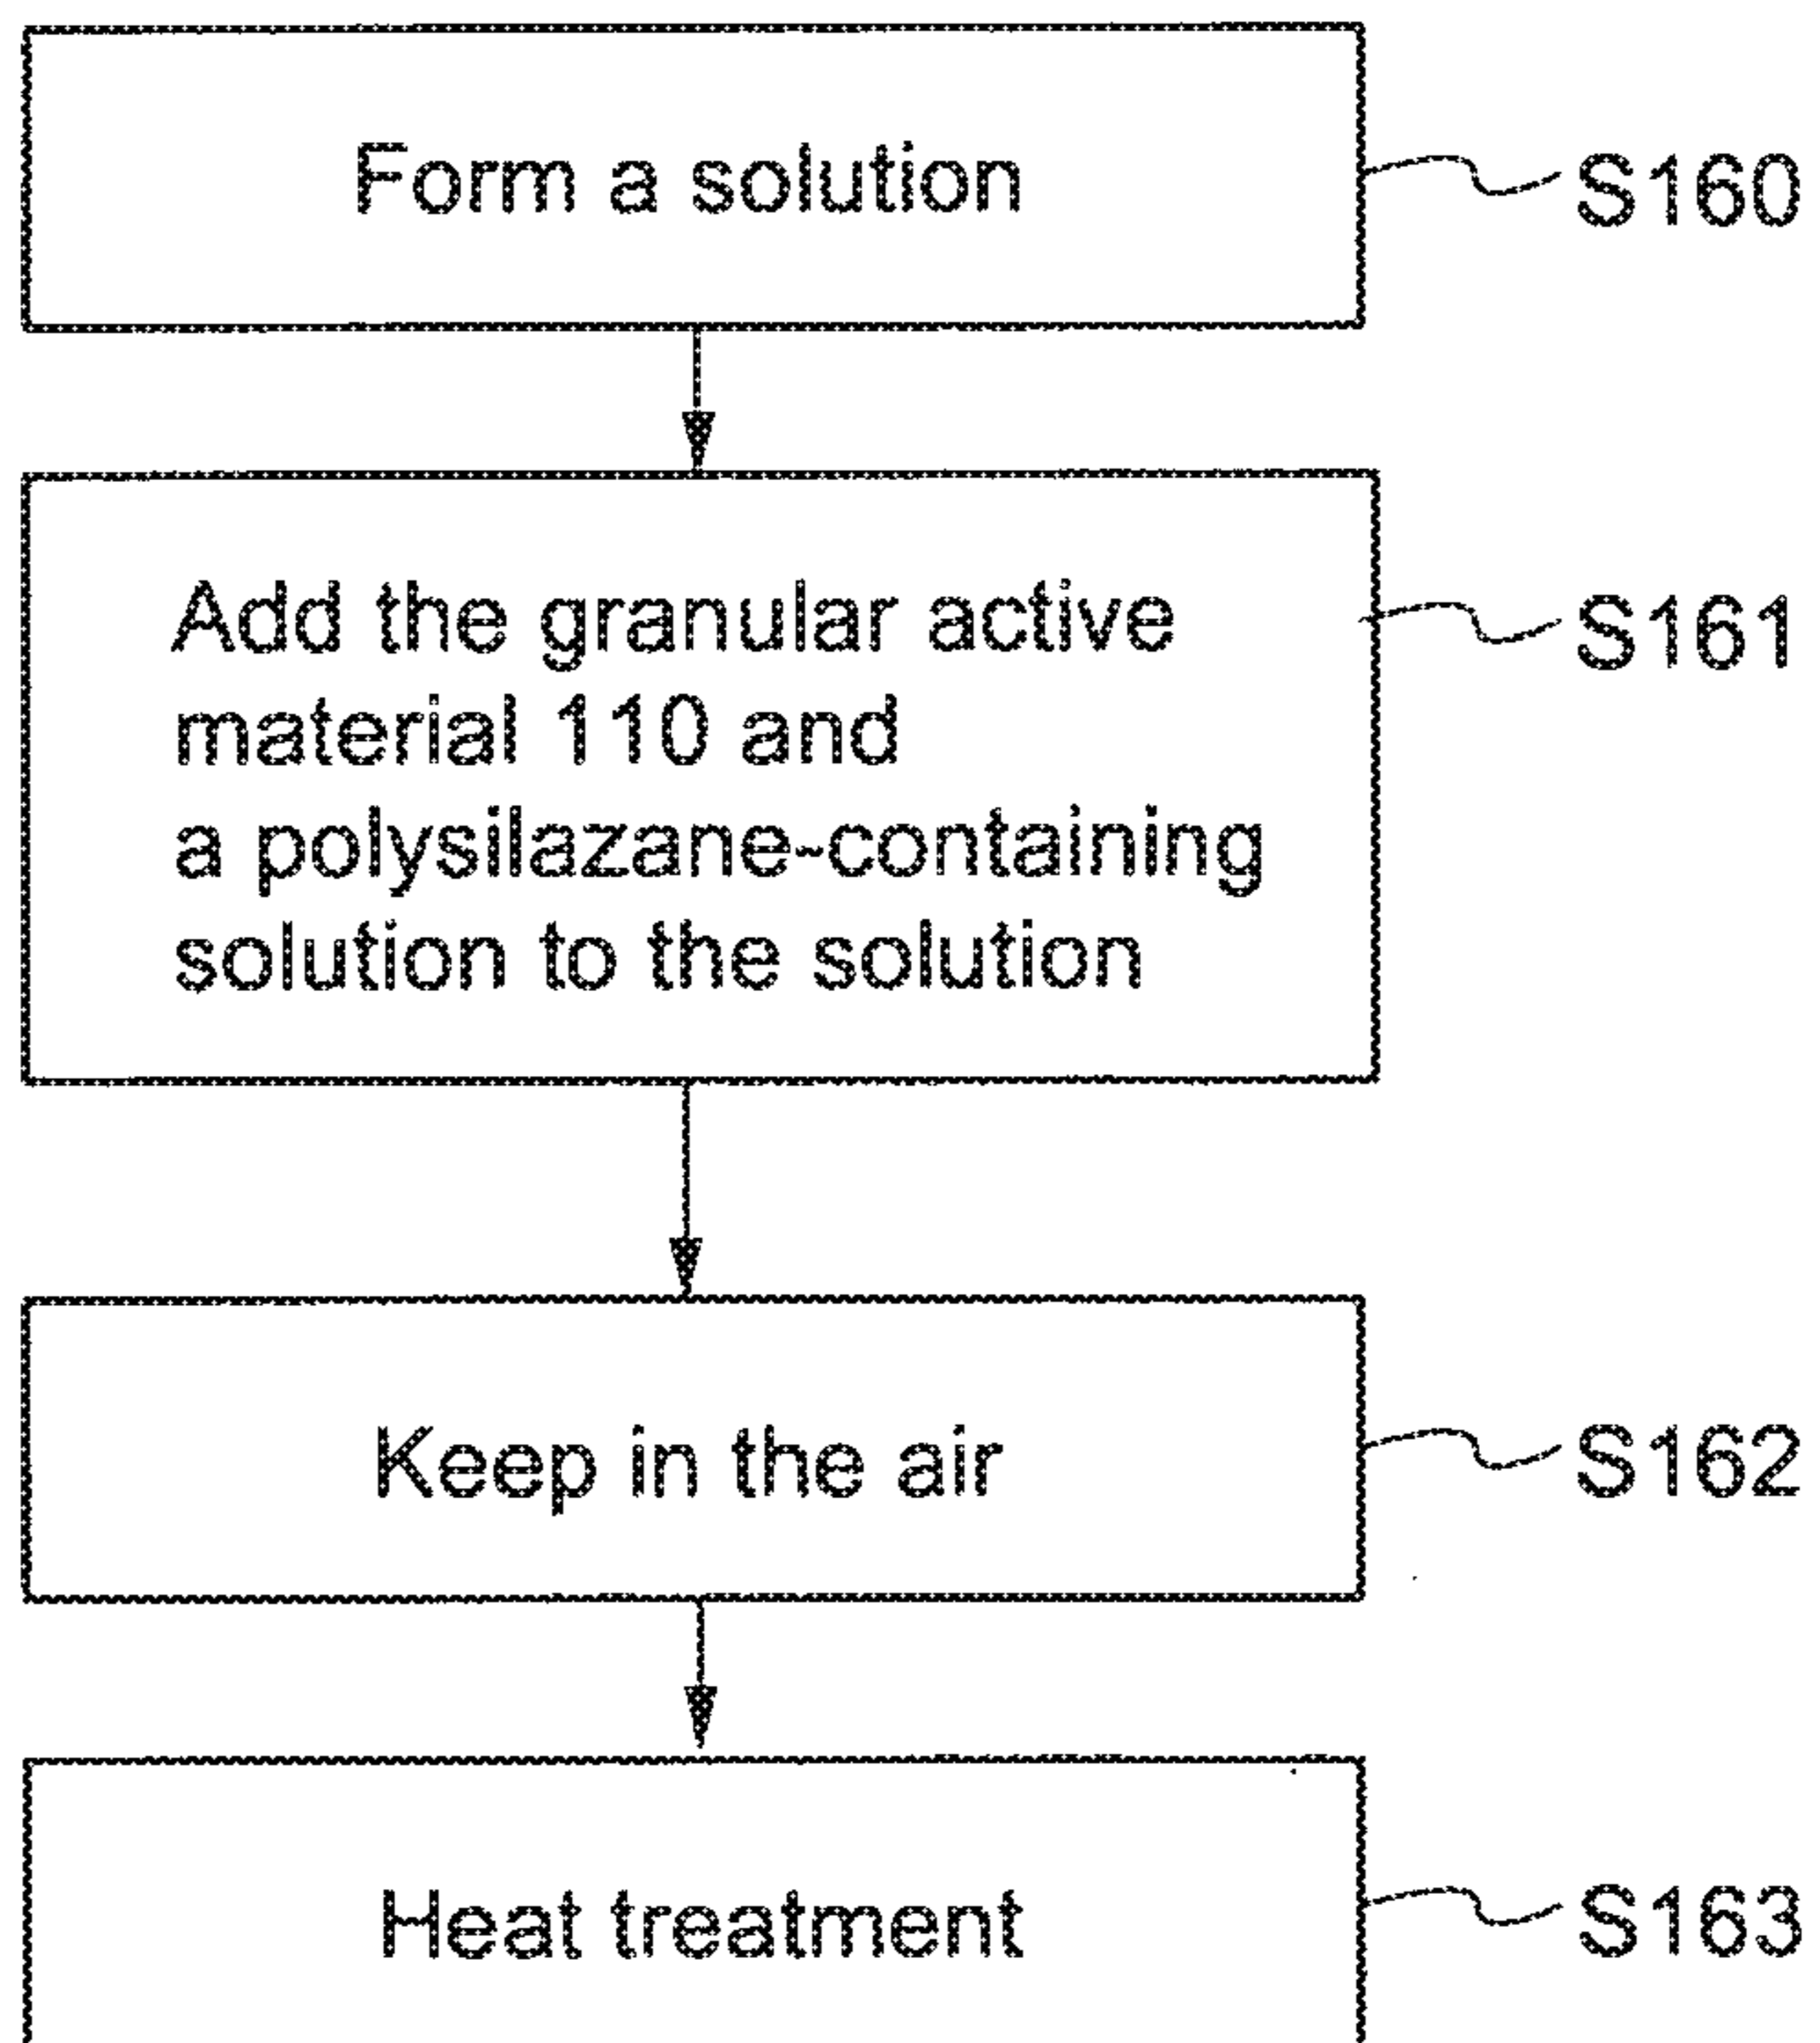 Form a solution
S160
Add the granular active
S161
material 110 and
a polysilazane-containing
solution to the solution
Keep in the air
S162
Heat treatment
S163